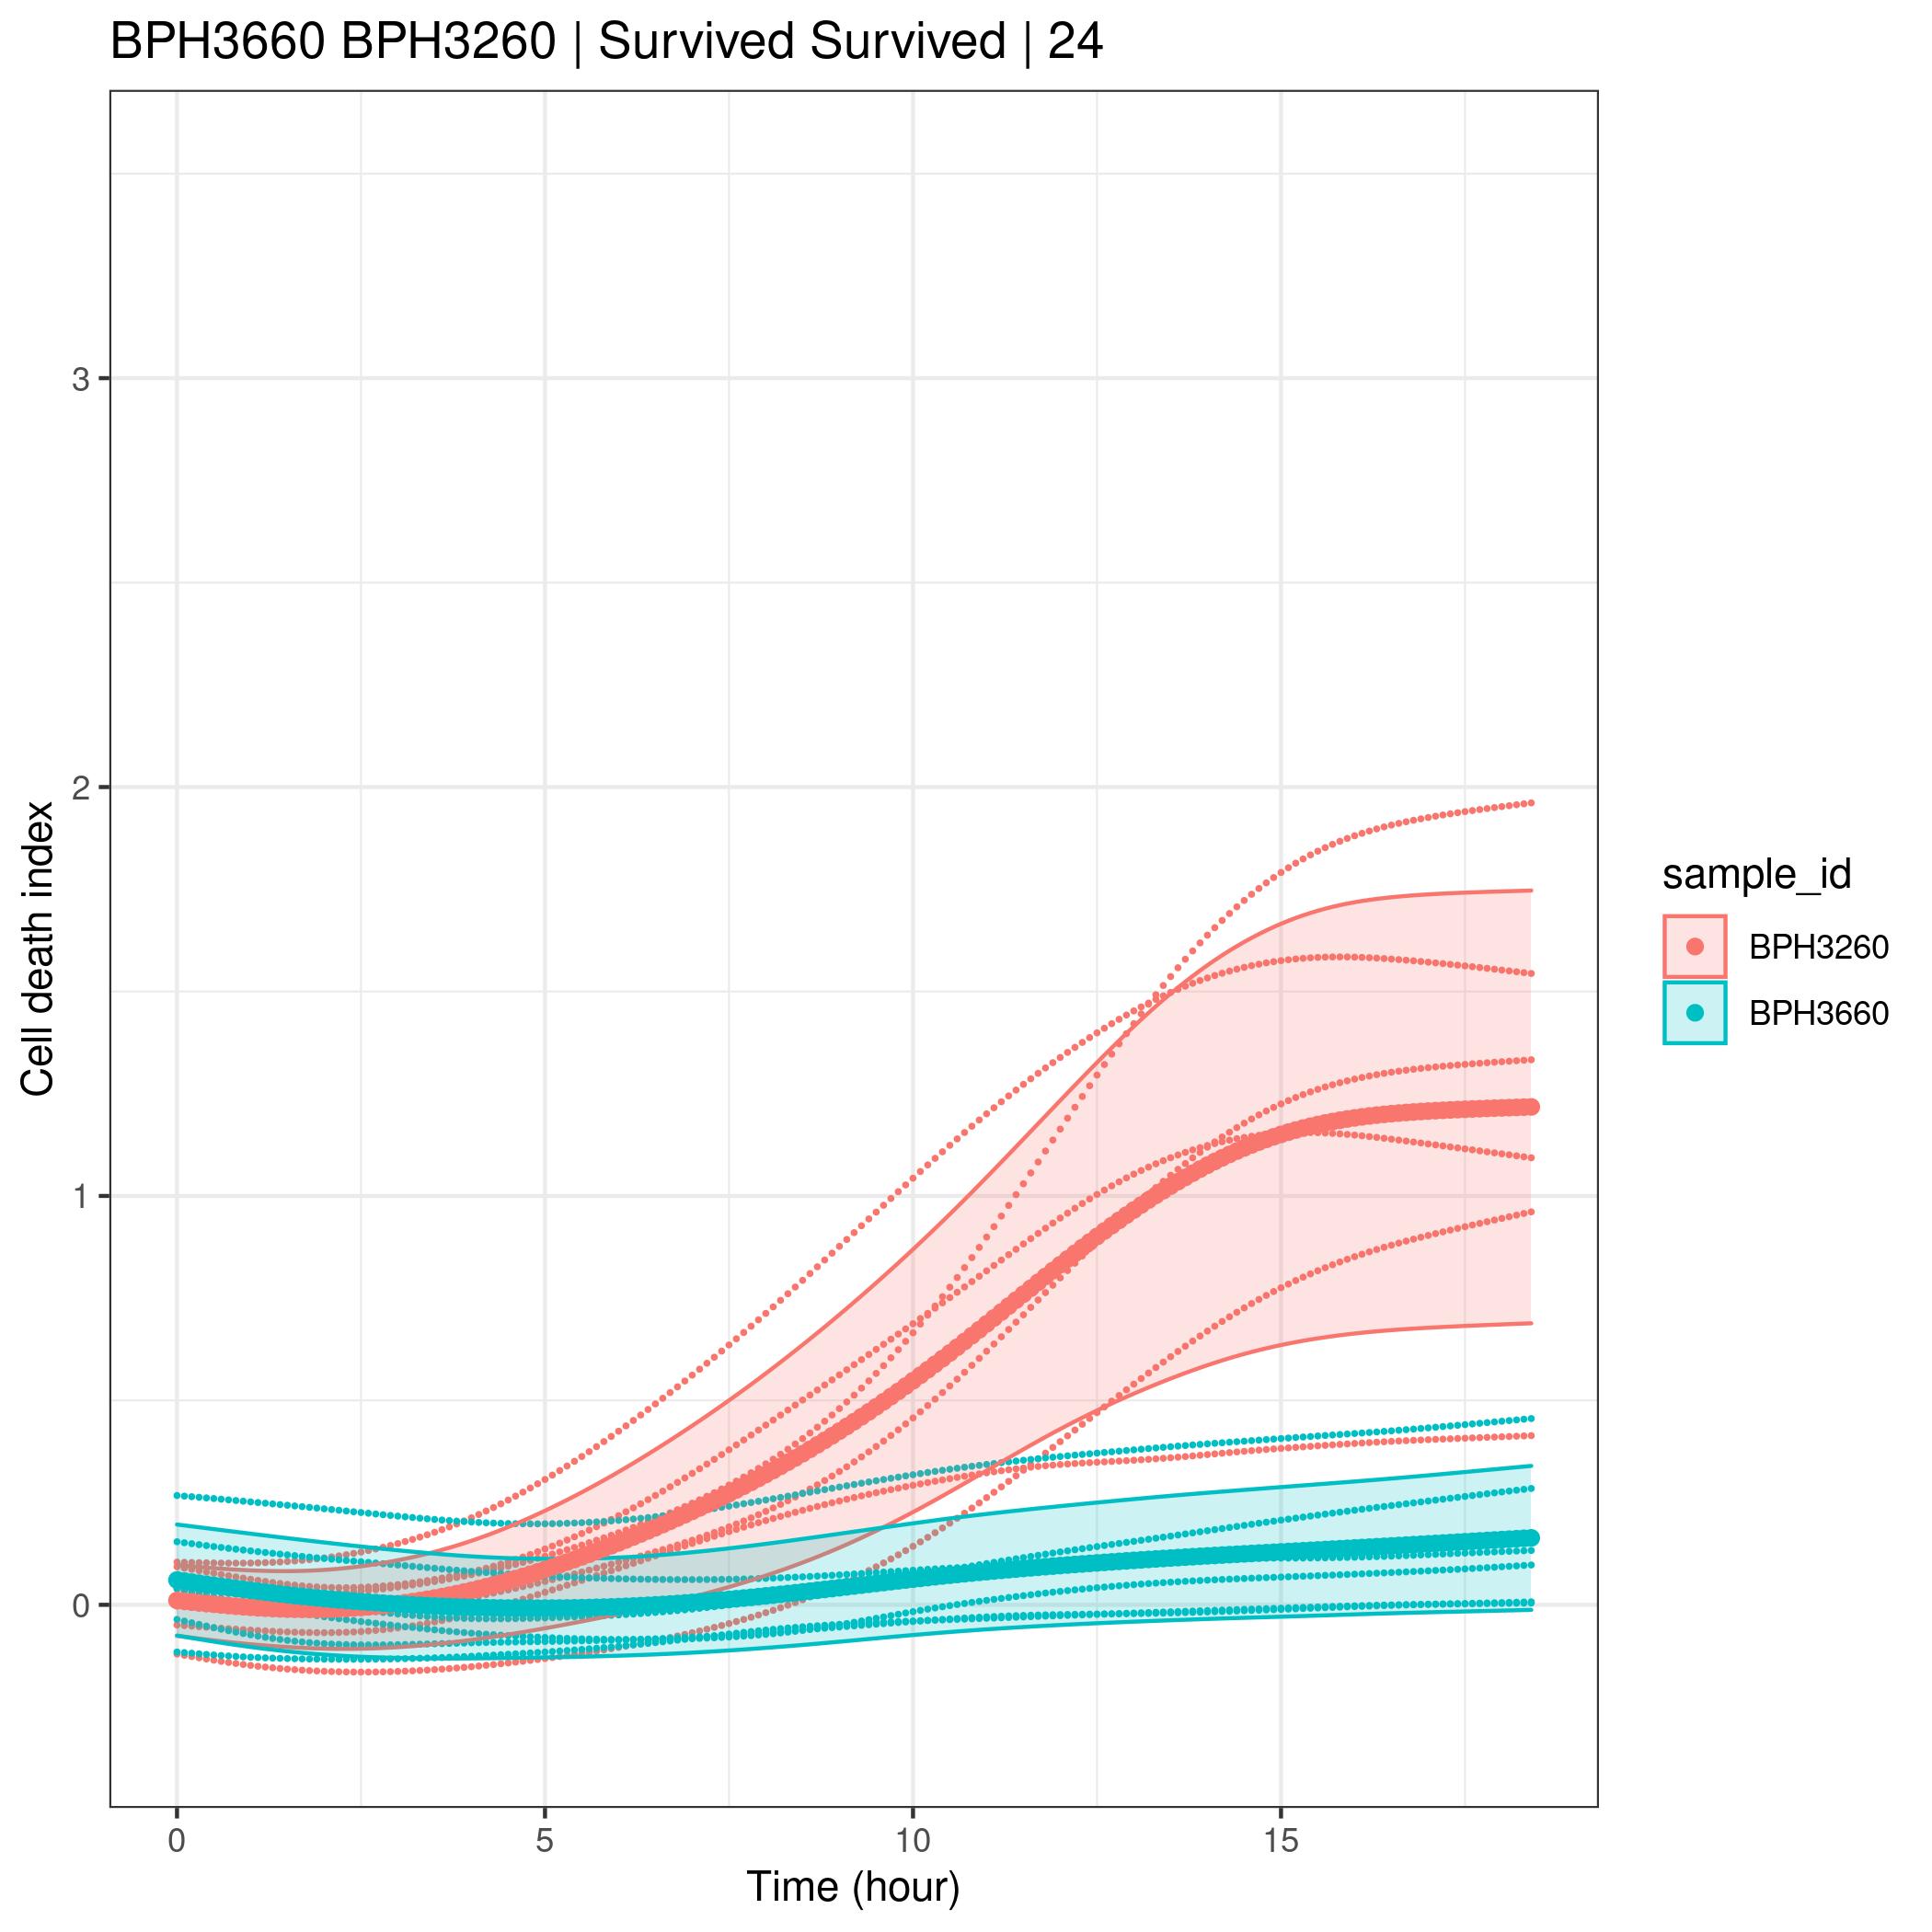 BPH3660 BPH3260 | Survived Survived | 24
3
2
1
0
Cell death index
0 5 10 15
Time (hour)
sample_id
BPH3260
BPH3660